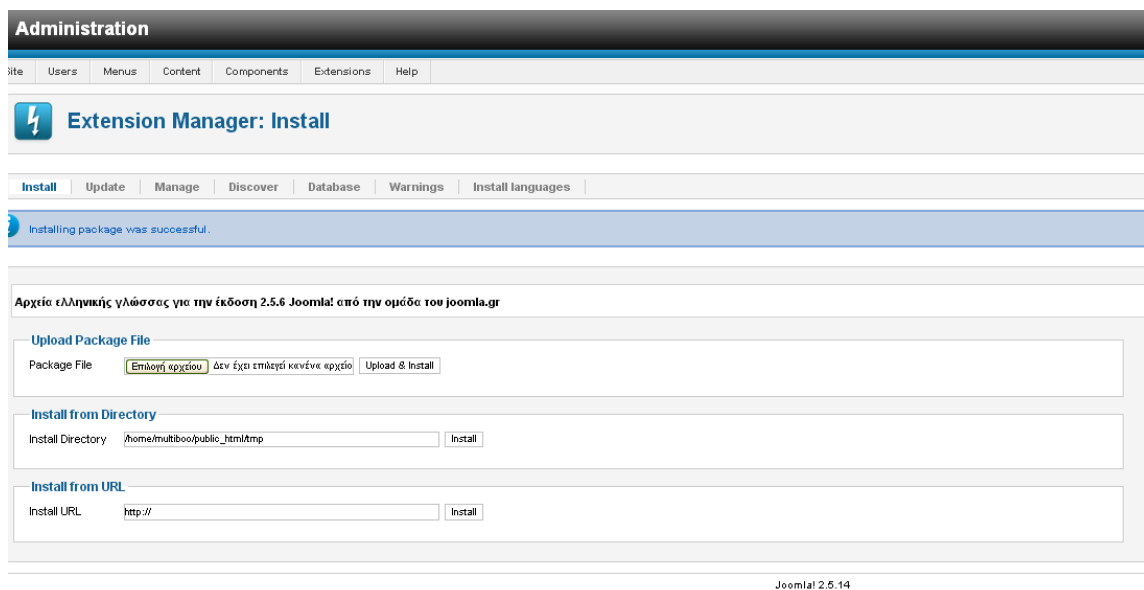 Administration
Site Users Menus Content Components Extensions Help
Extension Manager: Install
Install Update Manage Discover Database Warnings Install languages
Installing package was successful.
Αρχεία ελληνικής γλώσσας για την έκδοση 2.5.6 Joomla! από την ομάδα του joomla.gr
Upload Package File
Package File Επιλογή αρχείου Δεν έχει επιλεγεί κανένα αρχείο Upload & Install
Install from Directory
Install Directory /home/multiboo/public_html/tmp Install
Install from URL
Install URL http:// Install
Joomla! 2.5.14